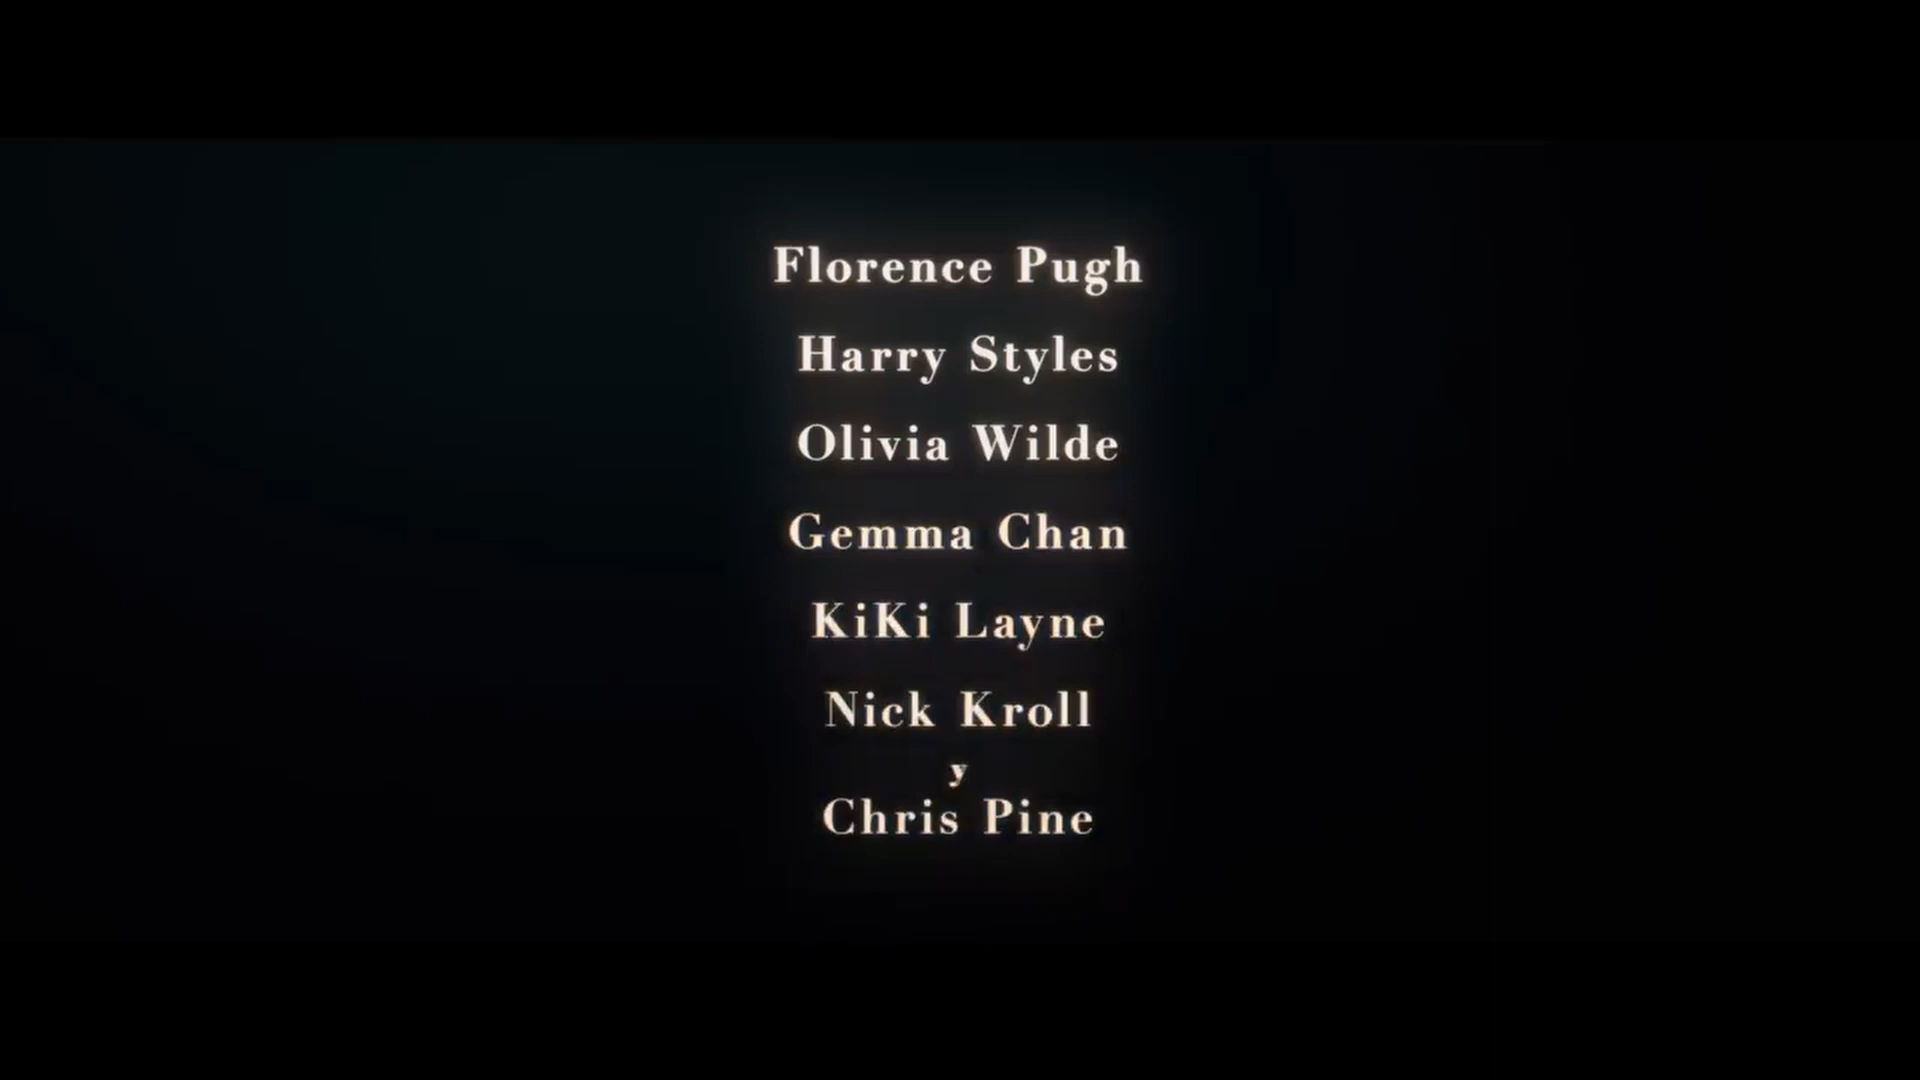 Florence Pugh
Harry Styles
Olivia Wilde
Gemma Chan
KiKi Layne
Nick Kroll
y
Chris Pine